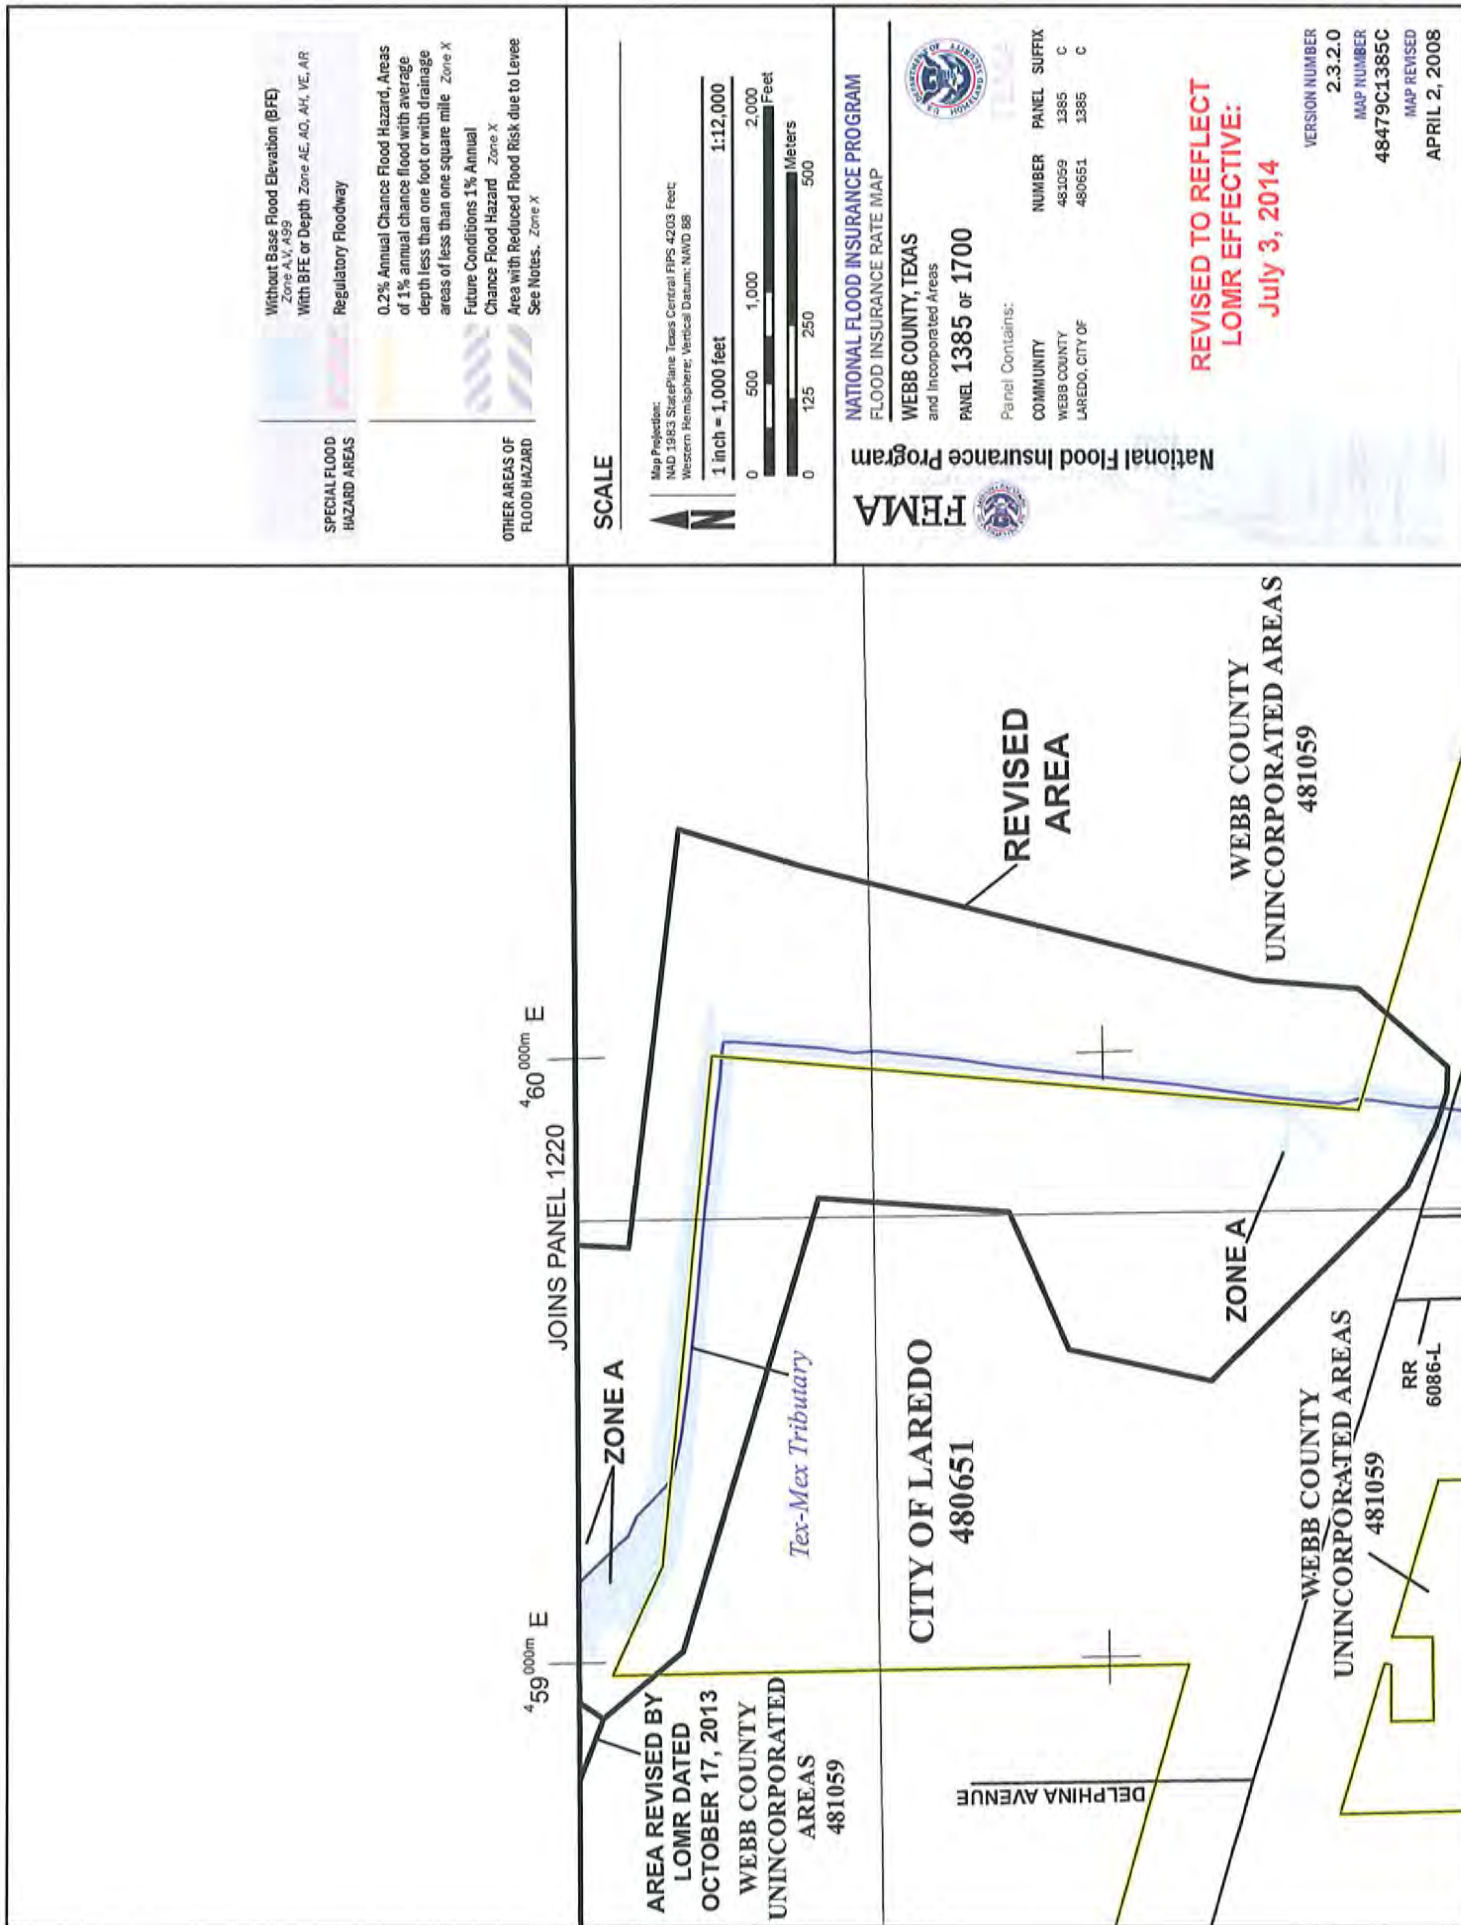 Without Base Flood Elevation (BFE)
Zone A,V, A99
With BFE or Depth Zone AE, AO, AH, VE, AR
Regulatory Floodway
SPECIAL FLOOD
HAZARD AREAS
0.2% Annual Chance Flood Hazard, Areas
of 1% annual chance flood with average
depth less than one foot or with drainage
areas of less than one square mile Zone X
Future Conditions 1% Annual
Chance Flood Hazard Zone X
Area with Reduced Flood Risk due to Levee
See Notes. Zone X
OTHER AREAS OF
FLOOD HAZARD
SCALE
Map Projection:
NAD 1983 StatePlane Texas Central FIPS 4203 Feet;
Western Hemisphere; Vertical Datum: NAVD 88
1 inch = 1,000 feet 1:12,000
0 500 1,000 2,000
Feet
Meters
0 125 250 500
N
NATIONAL FLOOD INSURANCE PROGRAM
FLOOD INSURANCE RATE MAP
WEBB COUNTY, TEXAS
and Incorporated Areas
PANEL 1385 OF 1700
U.S. DEPARTMENT OF HOMELAND SECURITY
Panel Contains:
COMMUNITY NUMBER PANEL SUFFIX
WEBB COUNTY 481059 1385 C
LAREDO, CITY OF 480651 1385 C
FEMA
National Flood Insurance Program
REVISED TO REFLECT
LOMR EFFECTIVE:
July 3, 2014
VERSION NUMBER
2.3.2.0
MAP NUMBER
48479C1385C
MAP REVISED
APRIL 2, 2008
459 000m E
JOINS PANEL 1220
460 000m E
ZONE A
AREA REVISED BY
LOMR DATED
OCTOBER 17, 2013
WEBB COUNTY
UNINCORPORATED
AREAS
481059
Tex-Mex Tributary
CITY OF LAREDO
480651
REVISED
AREA
DELPHINA AVENUE
ZONE A
WEBB COUNTY
UNINCORPORATED AREAS
481059
WEBB COUNTY
UNINCORPORATED AREAS
481059
RR
6086-L